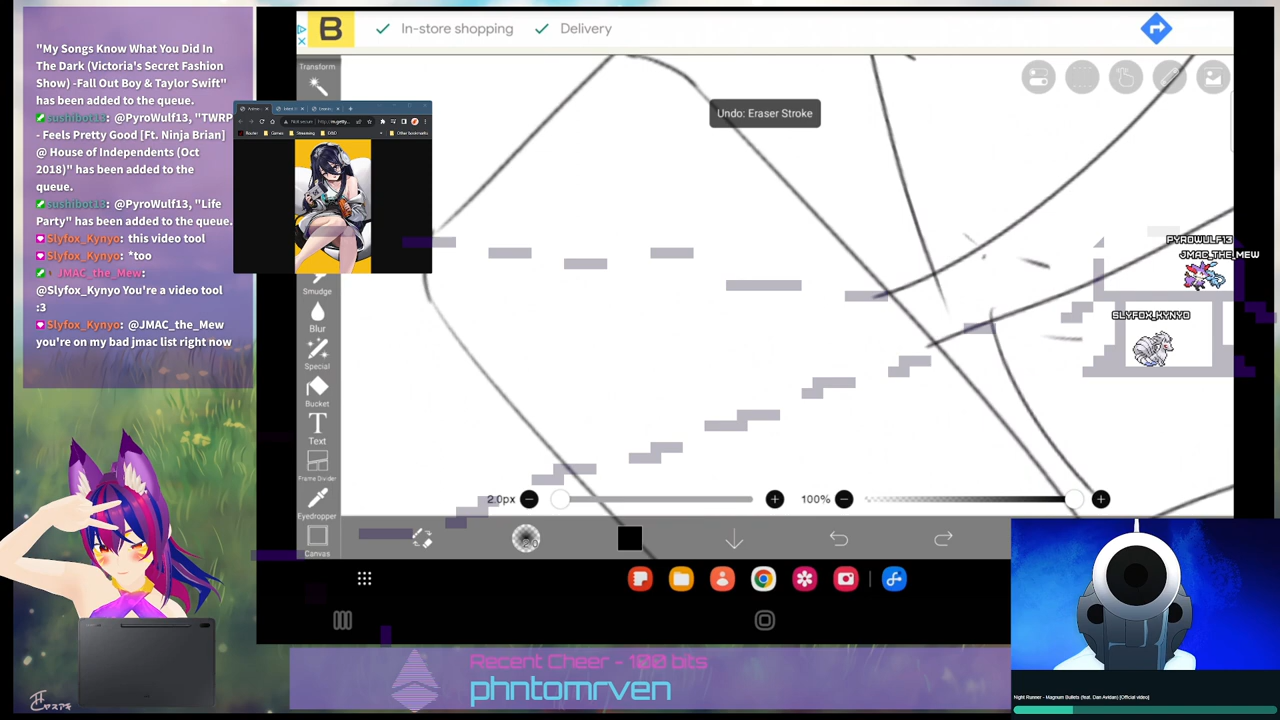 "My Songs Know What You Did In
The Dark (Victoria's Secret Fashion
Show) -Fall Out Boy & Taylor Swift"
has been added to the queue.
sushibot13: @PyroWulf13, "TWRP
- Feels Pretty Good [Ft. Ninja Brian]
@ House of Independents (Oct
2018)" has been added to the
queue.
sushibot13: @PyroWulf13, "Life
Party" has been added to the queue.
Slyfox_Kynyo: this video tool
Slyfox_Kynyo: *too
JMAC_the_Mew:
@Slyfox_Kynyo You're a video tool
:3
Slyfox_Kynyo: @JMAC_the_Mew
you're on my bad jmac list right now
B
In-store shopping
Delivery
Transform
Undo: Eraser Stroke
Other bookmarks
Smudge
Blur
Special
Bucket
T
Text
Frame Divider
Eyedropper
Canvas
2.0px
100%
PYROWULF13
JMAC_THE_MEW
SLYFOX_KYNYO
Recent Cheer - 100 bits
phntomrven
Night Runner - Magnum Bullets (feat. Dan Avidan) [Official video]